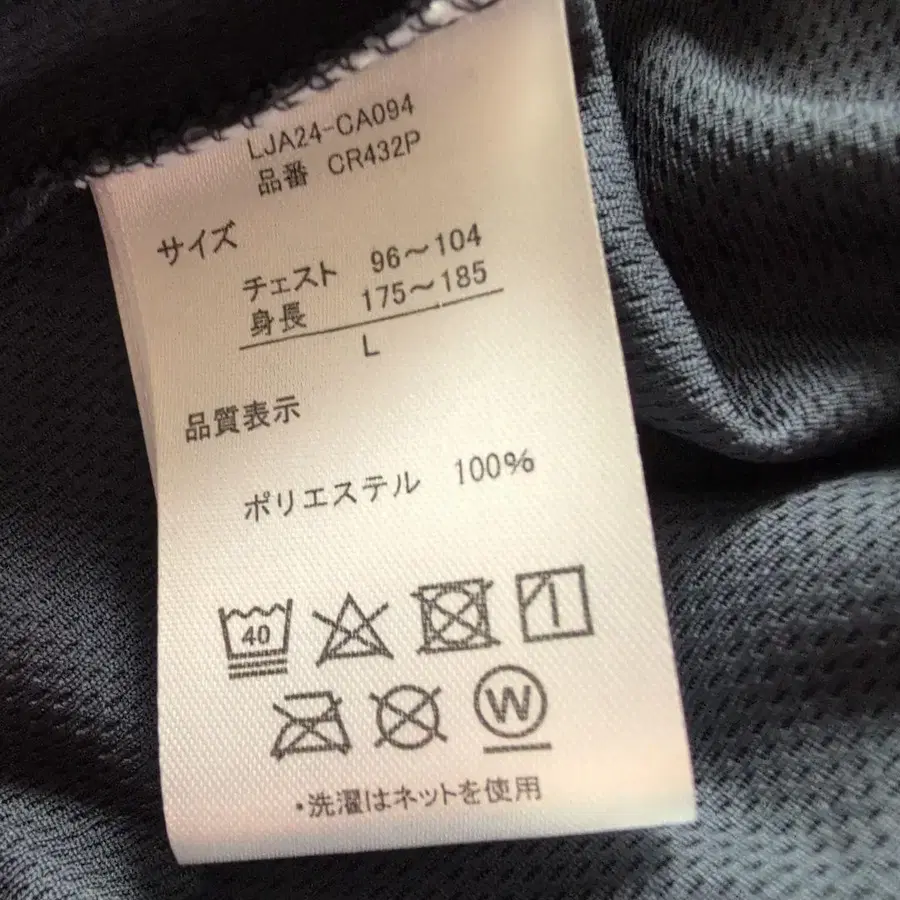 LJA24-CA094
品番 CR432P
サイズ
チェスト 96～104
身長 175～185
L
品質表示
ポリエステル 100%
40
W
・洗濯はネットを使用